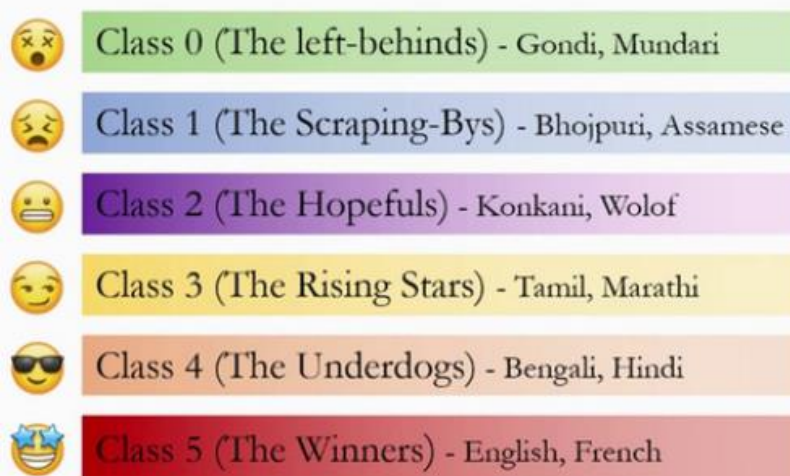 Class 0 (The left-behinds) - Gondi, Mundari
Class 1 (The Scraping-Bys) - Bhojpuri, Assamese
Class 2 (The Hopefuls) - Konkani, Wolof
Class 3 (The Rising Stars) - Tamil, Marathi
Class 4 (The Underdogs) - Bengali, Hindi
Class 5 (The Winners) - English, French